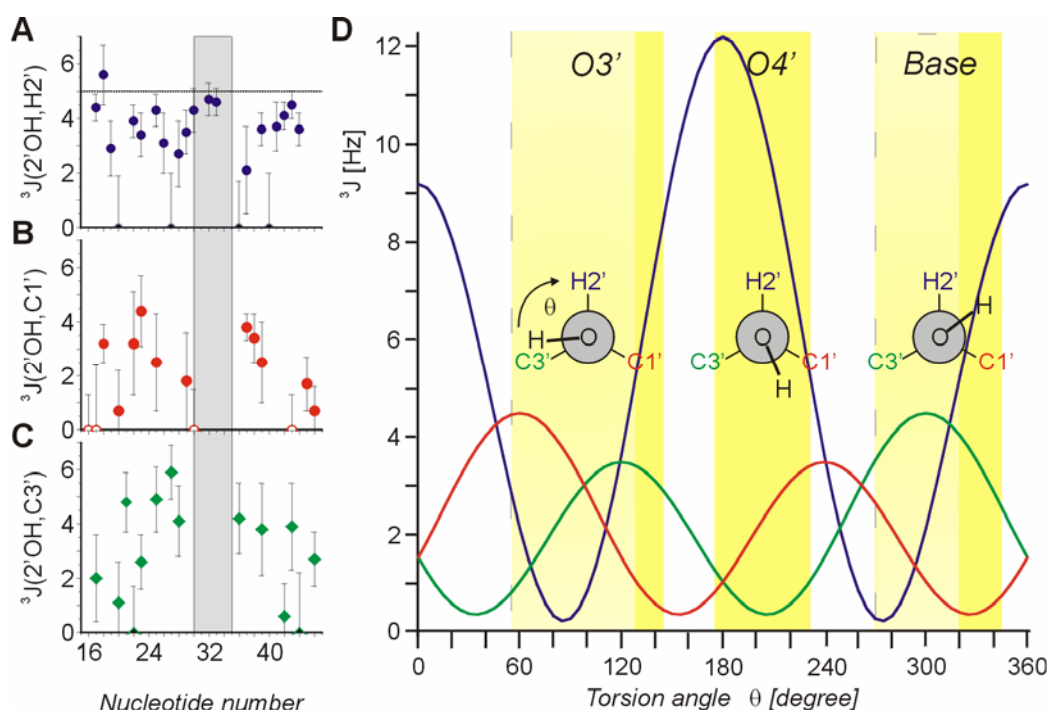 A
6
4
2
0
³J(2'OH,H2')
B
6
4
2
0
³J(2'OH,C1')
C
6
4
2
0
³J(2'OH,C3')
16 24 32 40
Nucleotide number
D
³J [Hz]
12
10
8
6
4
2
0
O3' O4' Base
H2' H2' H2'
θ
H O O O H
C3' C1' C3' C1' C3' C1'
H
0 60 120 180 240 300 360
Torsion angle θ [degree]